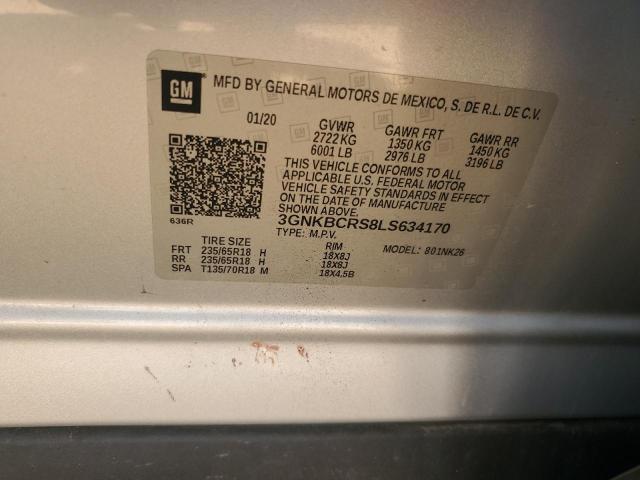 GM MFD BY GENERAL MOTORS DE MEXICO, S. DE R.L. DE C.V.
01/20 GVWR GAWR FRT GAWR RR
2722 KG 1350 KG 1450 KG
6001 LB 2976 LB 3196 LB
THIS VEHICLE CONFORMS TO ALL
APPLICABLE U.S. FEDERAL MOTOR
VEHICLE SAFETY STANDARDS IN EFFECT
ON THE DATE OF MANUFACTURE
SHOWN ABOVE.
636R 3GNKBCRS8LS634170
TYPE: M.P.V. MODEL: 801NK26
TIRE SIZE RIM
FRT 235/65R18 H 18X8J
RR 235/65R18 H 18X8J
SPA T135/70R18 M 18X4.5B